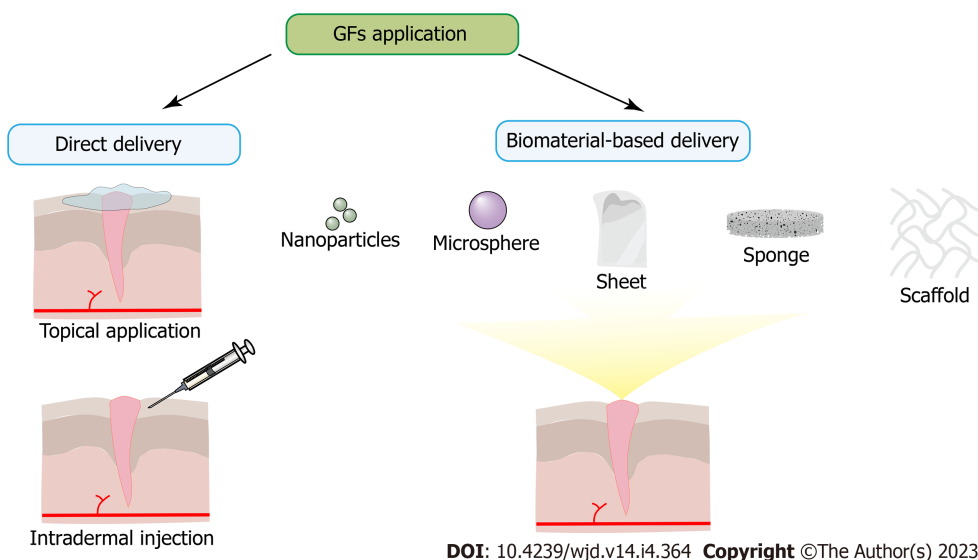 GFs application
Direct delivery
Biomaterial-based delivery
Nanoparticles
Microsphere
Sheet
Sponge
Scaffold
Topical application
Intradermal injection
DOI: 10.4239/wjd.v14.i4.364 Copyright ©The Author(s) 2023